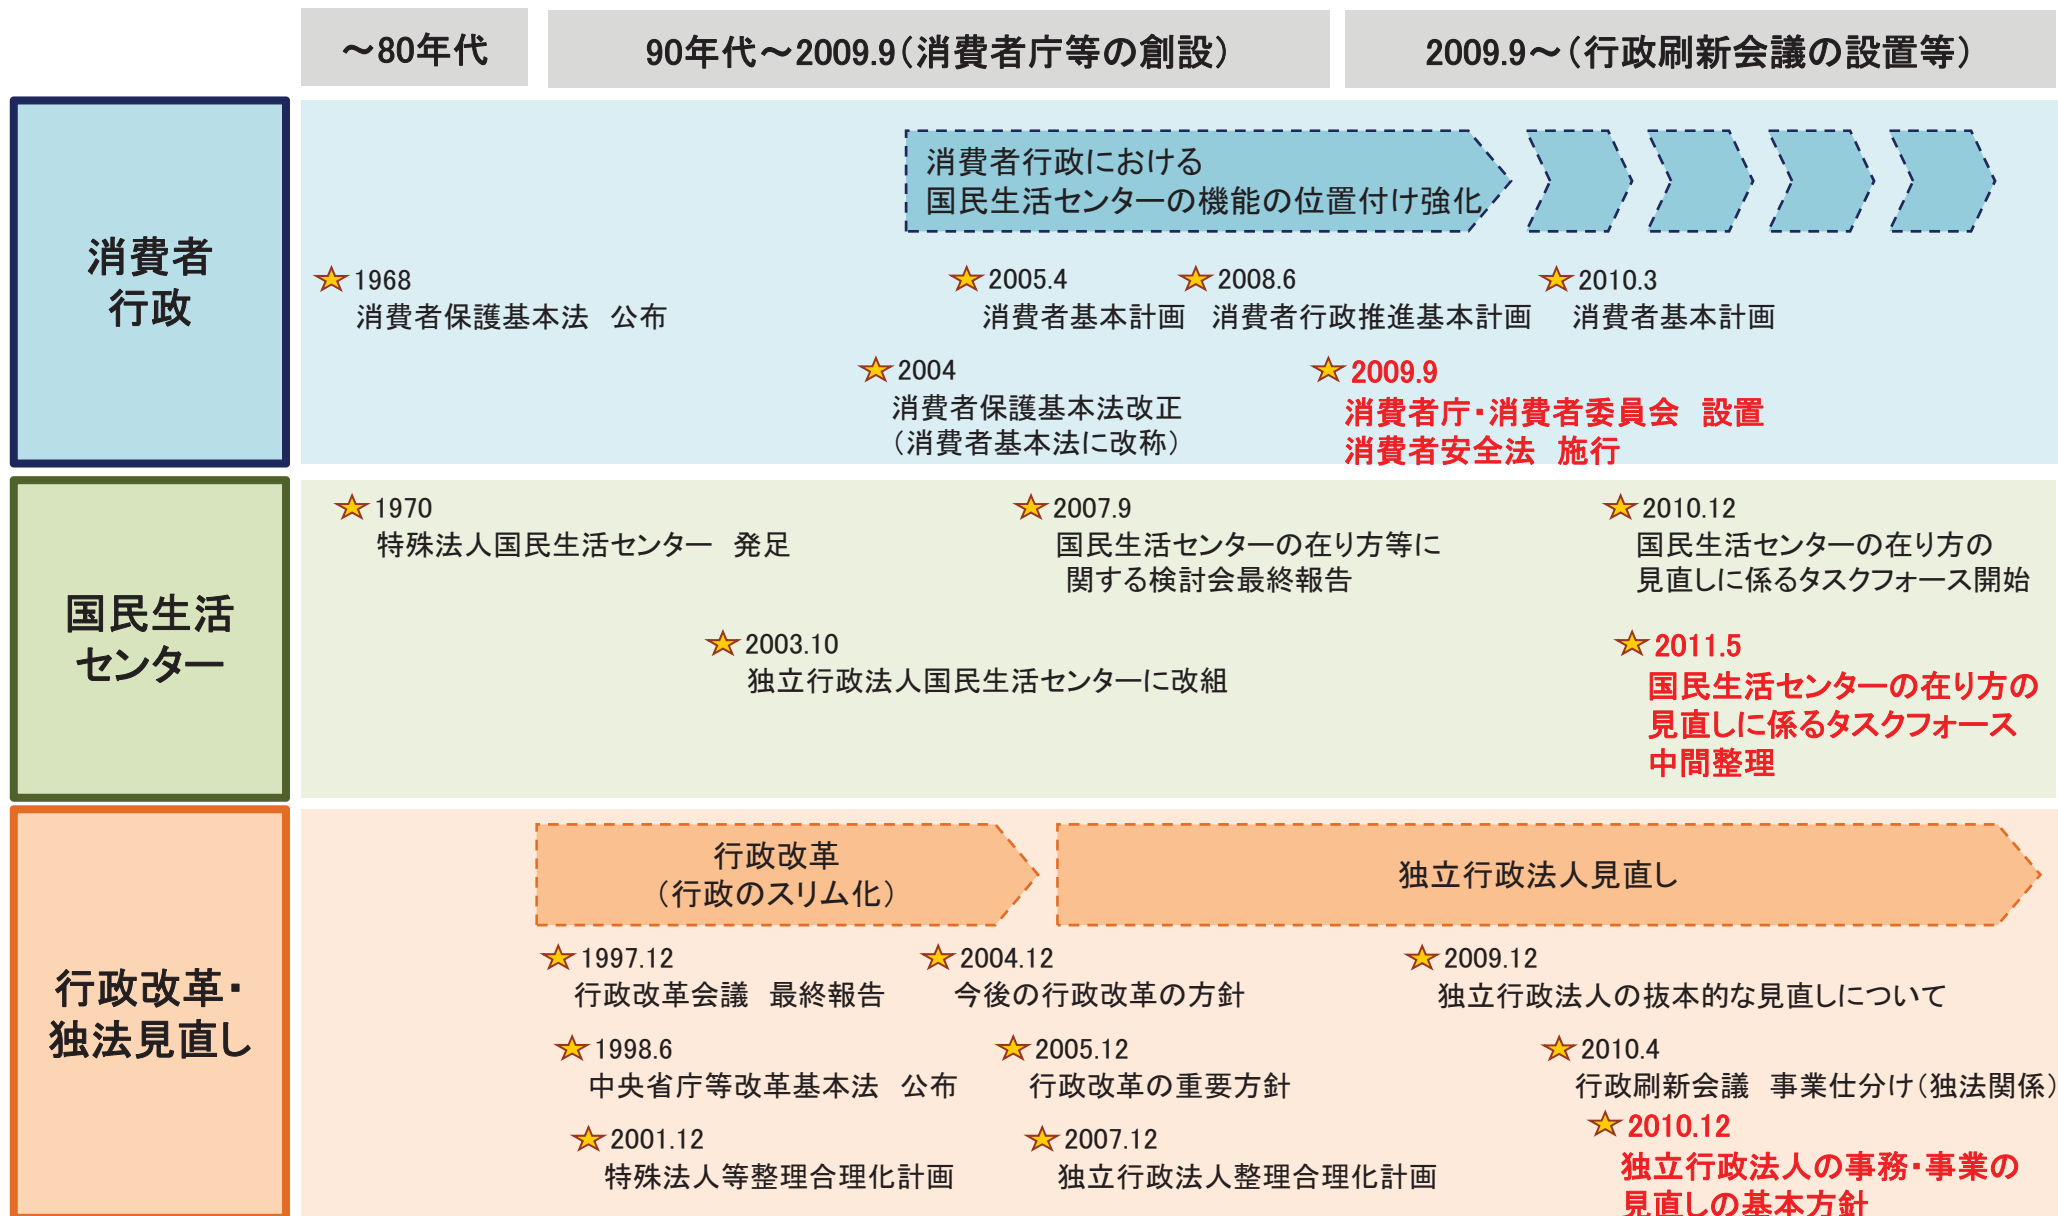 ～80年代
90年代～2009.9（消費者庁等の創設）
2009.9～（行政刷新会議の設置等）
消費者
行政
消費者行政における
国民生活センターの機能の位置付け強化
1968
消費者保護基本法　公布
2005.4
消費者基本計画
2008.6
消費者行政推進基本計画
2010.3
消費者基本計画
2004
消費者保護基本法改正
（消費者基本法に改称）
2009.9
消費者庁・消費者委員会　設置
消費者安全法　施行
国民生活
センター
1970
特殊法人国民生活センター　発足
2007.9
国民生活センターの在り方等に
関する検討会最終報告
2010.12
国民生活センターの在り方の
見直しに係るタスクフォース開始
2003.10
独立行政法人国民生活センターに改組
2011.5
国民生活センターの在り方の
見直しに係るタスクフォース
中間整理
行政改革・
独法見直し
行政改革
（行政のスリム化）
独立行政法人見直し
1997.12
行政改革会議　最終報告
2004.12
今後の行政改革の方針
2009.12
独立行政法人の抜本的な見直しについて
1998.6
中央省庁等改革基本法　公布
2005.12
行政改革の重要方針
2010.4
行政刷新会議　事業仕分け（独法関係）
2001.12
特殊法人等整理合理化計画
2007.12
独立行政法人整理合理化計画
2010.12
独立行政法人の事務・事業の
見直しの基本方針